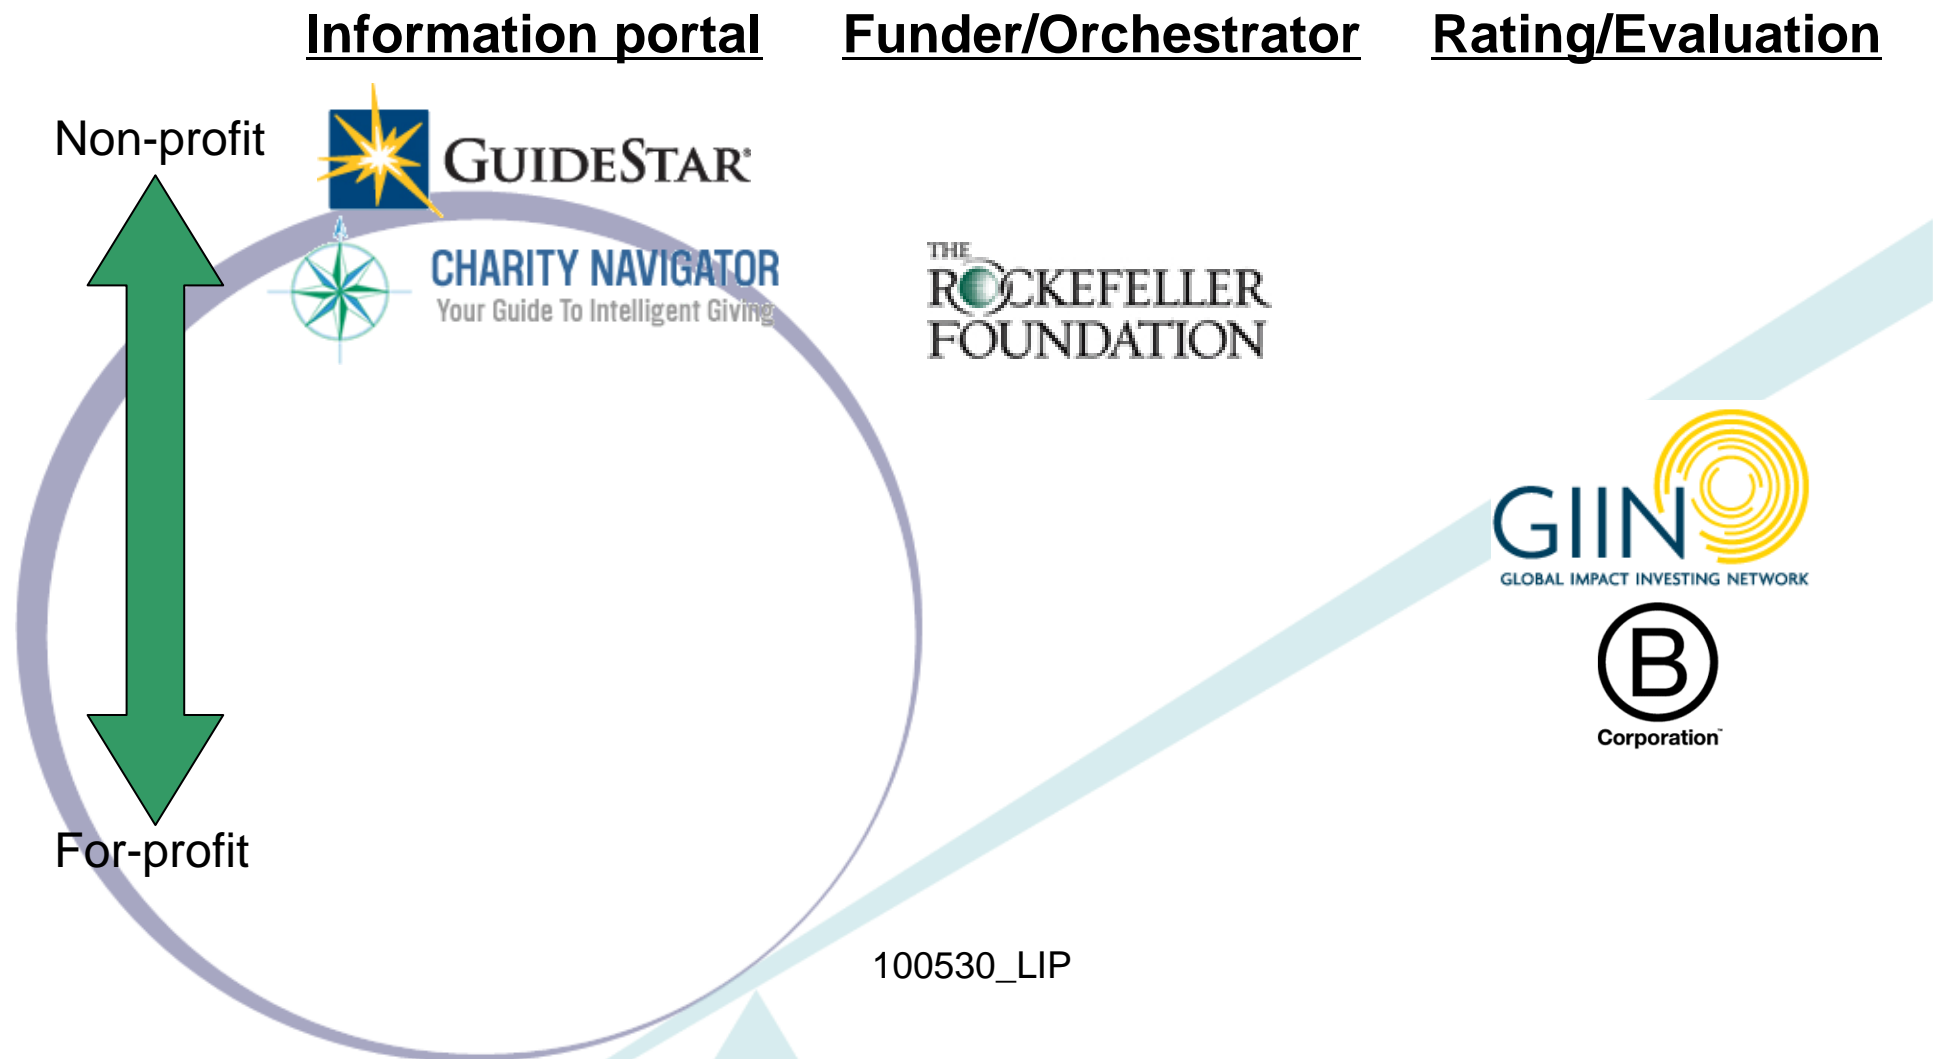 Information portal Funder/Orchestrator Rating/Evaluation
Non-profit
GUIDESTAR®
CHARITY NAVIGATOR
Your Guide To Intelligent Giving
THE
ROCKEFELLER
FOUNDATION
GIIN
GLOBAL IMPACT INVESTING NETWORK
B
Corporation™
For-profit
100530_LIP